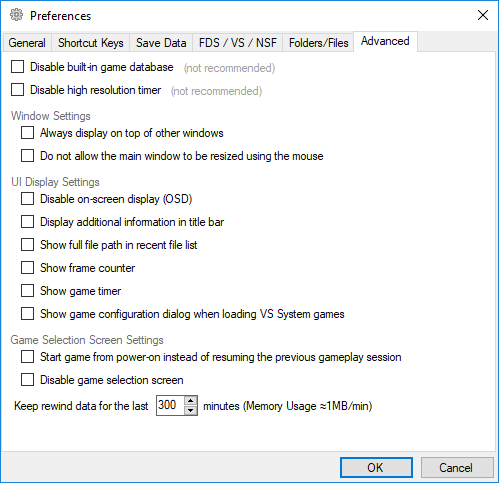 Preferences
General Shortcut Keys Save Data FDS / VS / NSF Folders/Files Advanced
Disable built-in game database (not recommended)
Disable high resolution timer (not recommended)
Window Settings
Always display on top of other windows
Do not allow the main window to be resized using the mouse
UI Display Settings
Disable on-screen display (OSD)
Display additional information in title bar
Show full file path in recent file list
Show frame counter
Show game timer
Show game configuration dialog when loading VS System games
Game Selection Screen Settings
Start game from power-on instead of resuming the previous gameplay session
Disable game selection screen
Keep rewind data for the last 300 minutes (Memory Usage ≈1MB/min)
OK Cancel